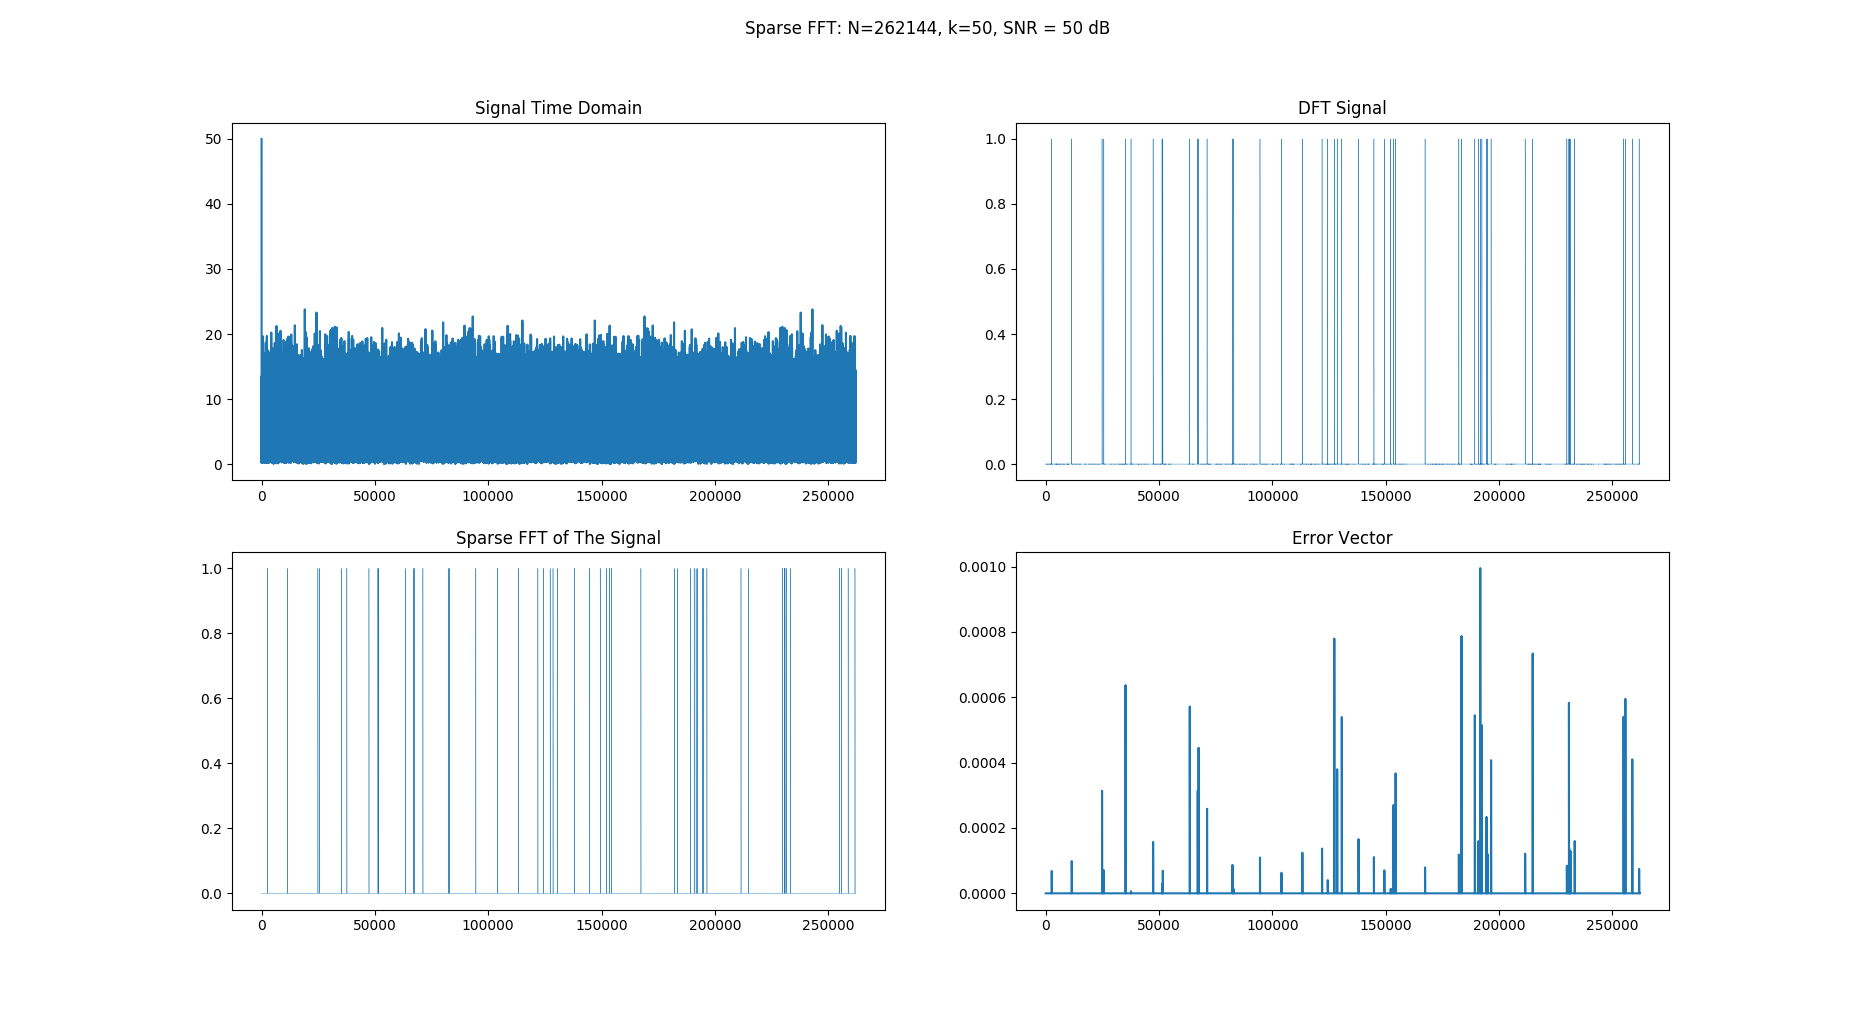 Sparse FFT: N=262144, k=50, SNR = 50 dB
Signal Time Domain
50
40
30
20
10
0
0 50000 100000 150000 200000 250000
DFT Signal
1.0
0.8
0.6
0.4
0.2
0.0
0 50000 100000 150000 200000 250000
Sparse FFT of The Signal
1.0
0.8
0.6
0.4
0.2
0.0
0 50000 100000 150000 200000 250000
Error Vector
0.0010
0.0008
0.0006
0.0004
0.0002
0.0000
0 50000 100000 150000 200000 250000